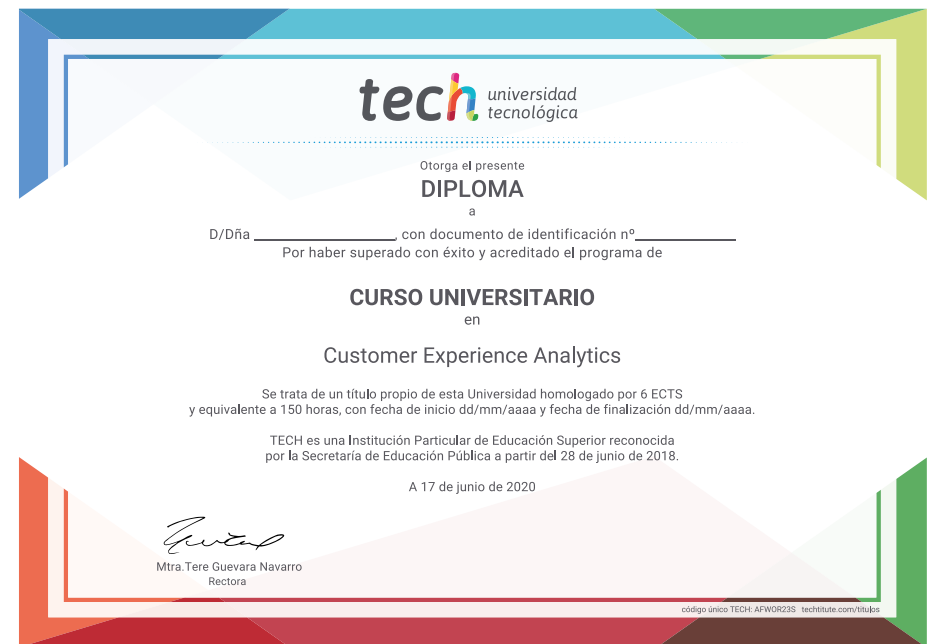 tech universidad
tecnológica
Otorga el presente
DIPLOMA
a
D/Dña ________________, con documento de identificación nº____________
Por haber superado con éxito y acreditado el programa de
CURSO UNIVERSITARIO
en
Customer Experience Analytics
Se trata de un título propio de esta Universidad homologado por 6 ECTS
y equivalente a 150 horas, con fecha de inicio dd/mm/aaaa y fecha de finalización dd/mm/aaaa.
TECH es una Institución Particular de Educación Superior reconocida
por la Secretaría de Educación Pública a partir del 28 de junio de 2018.
A 17 de junio de 2020
Mtra.Tere Guevara Navarro
Rectora
código único TECH: AFWOR23S techtitute.com/titulos